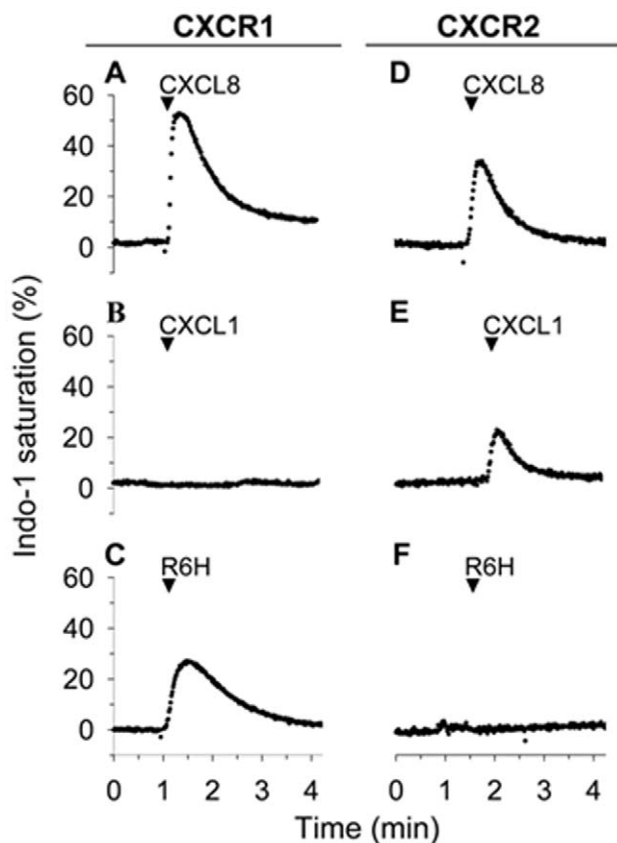 CXCR1 CXCR2
A CXCL8 D CXCL8
60
40
20
0
B CXCL1 E CXCL1
60
40
20
0
C R6H F R6H
60
40
20
0
0 1 2 3 4 0 1 2 3 4
Time (min)
Indo-1 saturation (%)